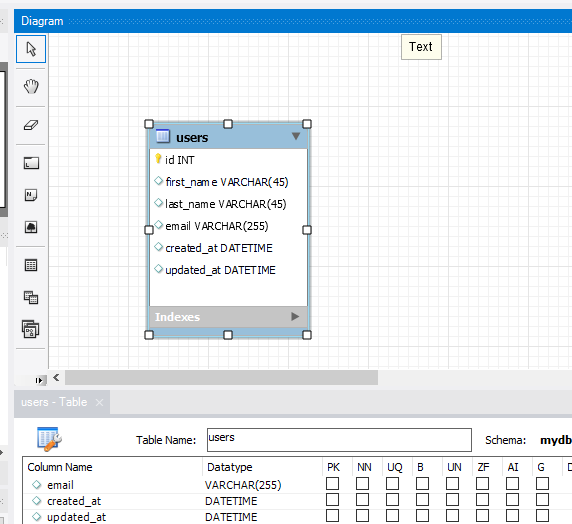 Diagram
Text
users
id INT
first_name VARCHAR(45)
last_name VARCHAR(45)
email VARCHAR(255)
created_at DATETIME
updated_at DATETIME
Indexes
users - Table
Table Name: users Schema: mydb
Column Name Datatype PK NN UQ B UN ZF AI G
email VARCHAR(255)
created_at DATETIME
updated_at DATETIME